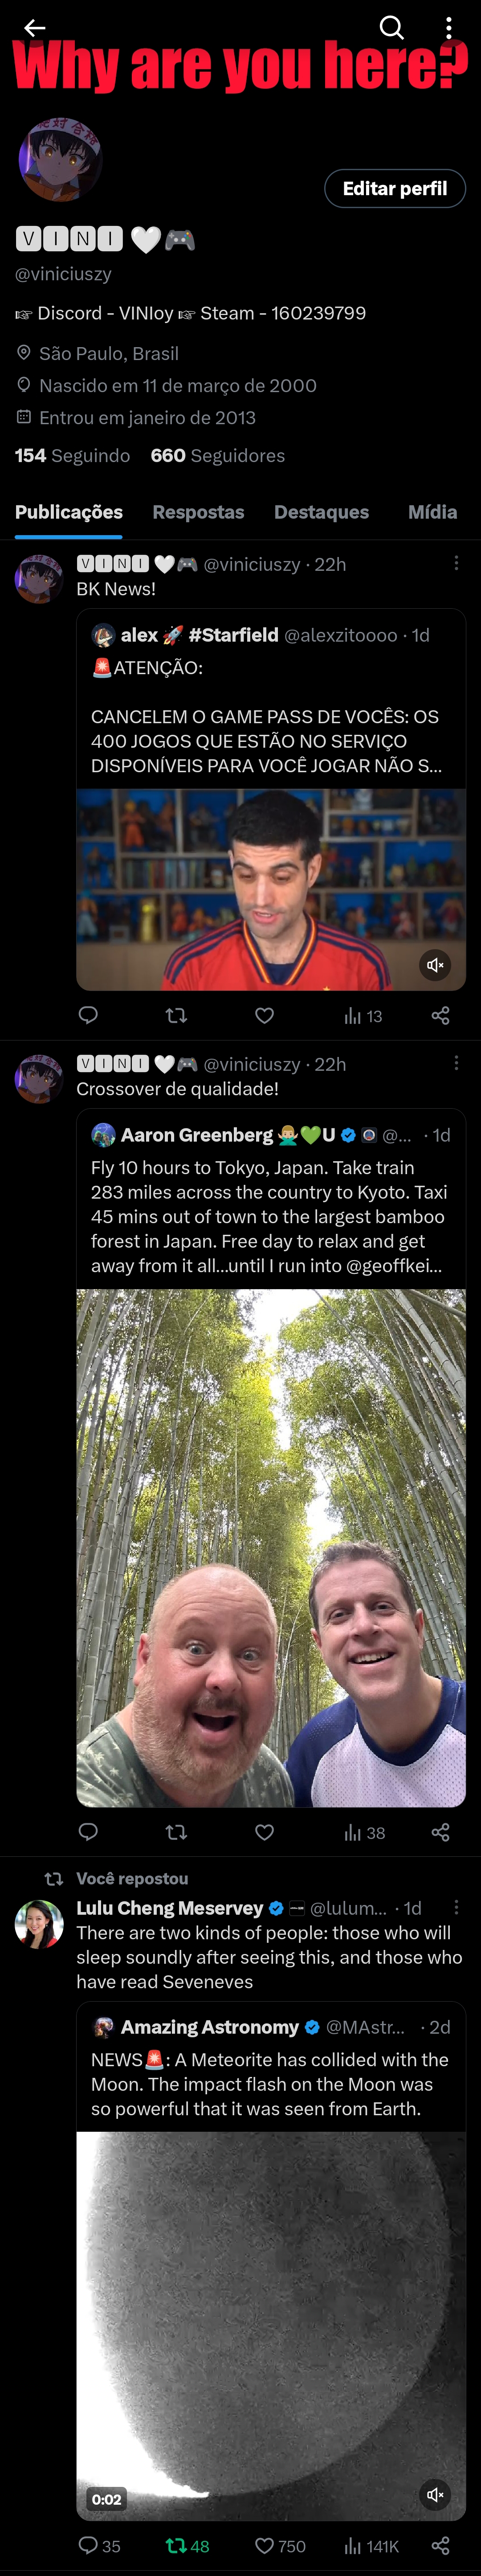 Why are you here?
絶対合格
Editar perfil
🆅🅸🅽🅸 🤍🎮
@viniciuszy
👉 Discord - VINIoy 👉 Steam - 160239799
São Paulo, Brasil
Nascido em 11 de março de 2000
Entrou em janeiro de 2013
154 Seguindo 660 Seguidores
Publicações Respostas Destaques Mídia
🆅🅸🅽🅸 🤍🎮 @viniciuszy · 22h
BK News!
alex 🚀 #Starfield @alexzitoooo · 1d
🚨ATENÇÃO:
CANCELEM O GAME PASS DE VOCÊS: OS
400 JOGOS QUE ESTÃO NO SERVIÇO
DISPONÍVEIS PARA VOCÊ JOGAR NÃO S...
13
🆅🅸🅽🅸 🤍🎮 @viniciuszy · 22h
Crossover de qualidade!
Aaron Greenberg 🙅🏼‍♂️💚U @... · 1d
Fly 10 hours to Tokyo, Japan. Take train
283 miles across the country to Kyoto. Taxi
45 mins out of town to the largest bamboo
forest in Japan. Free day to relax and get
away from it all...until I run into @geoffkei...
38
Você repostou
Lulu Cheng Meservey @lulum... · 1d
There are two kinds of people: those who will
sleep soundly after seeing this, and those who
have read Seveneves
Amazing Astronomy @MAstr... · 2d
NEWS🚨: A Meteorite has collided with the
Moon. The impact flash on the Moon was
so powerful that it was seen from Earth.
0:02
35 48 750 141K